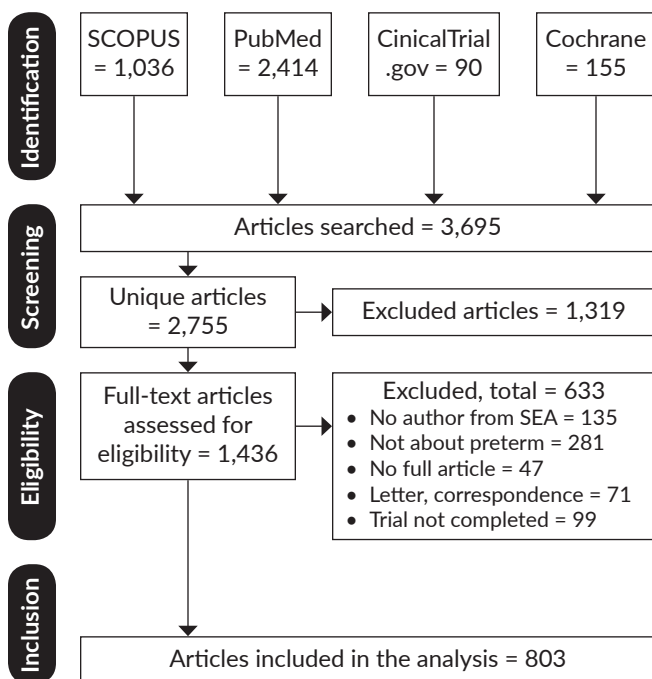 Identification
SCOPUS
= 1,036
PubMed
= 2,414
CinicalTrial
.gov = 90
Cochrane
= 155
Screening
Articles searched = 3,695
Unique articles
= 2,755
Excluded articles = 1,319
Eligibility
Full-text articles
assessed for
eligibility = 1,436
Excluded, total = 633
• No author from SEA = 135
• Not about preterm = 281
• No full article = 47
• Letter, correspondence = 71
• Trial not completed = 99
Inclusion
Articles included in the analysis = 803